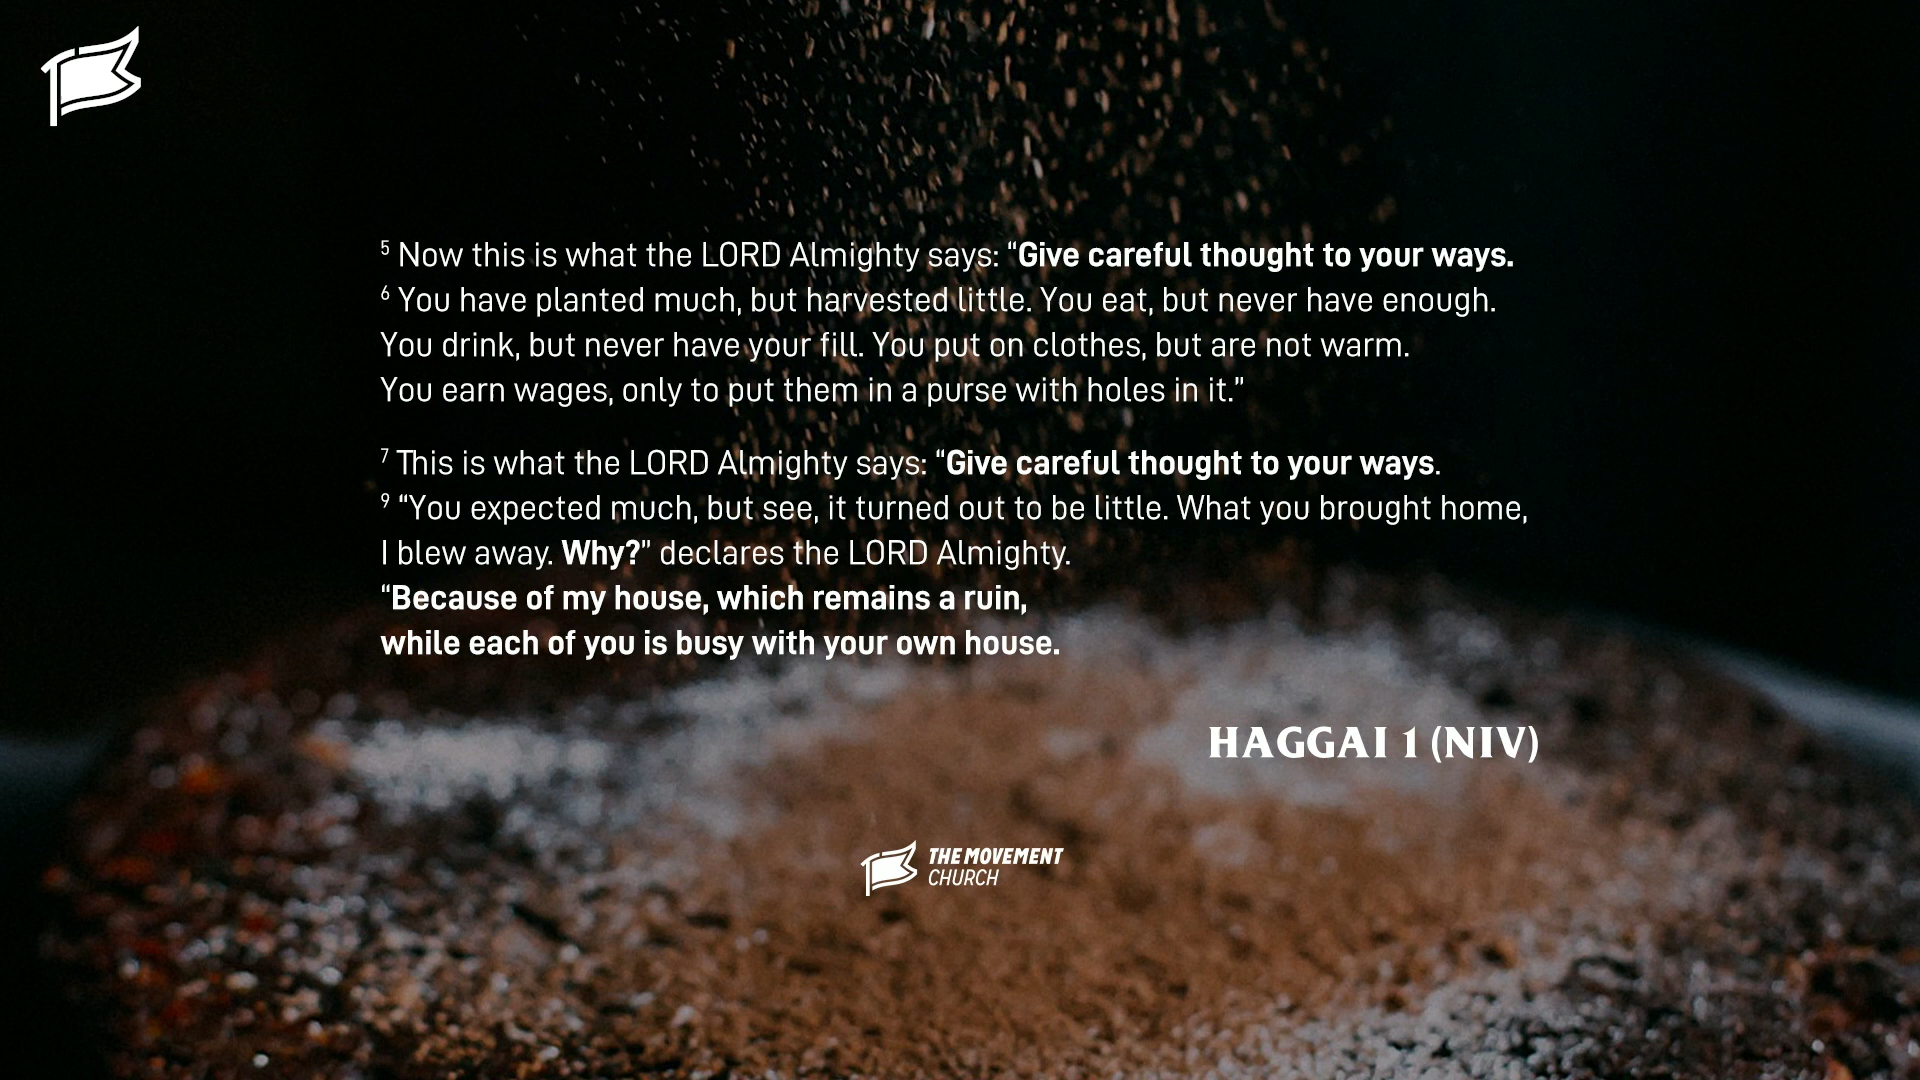 ⁵ Now this is what the LORD Almighty says: “Give careful thought to your ways.
⁶ You have planted much, but harvested little. You eat, but never have enough.
You drink, but never have your fill. You put on clothes, but are not warm.
You earn wages, only to put them in a purse with holes in it.”
⁷ This is what the LORD Almighty says: “Give careful thought to your ways.
⁹ “You expected much, but see, it turned out to be little. What you brought home,
I blew away. Why?” declares the LORD Almighty.
“Because of my house, which remains a ruin,
while each of you is busy with your own house.
HAGGAI 1 (NIV)
THE MOVEMENT
CHURCH